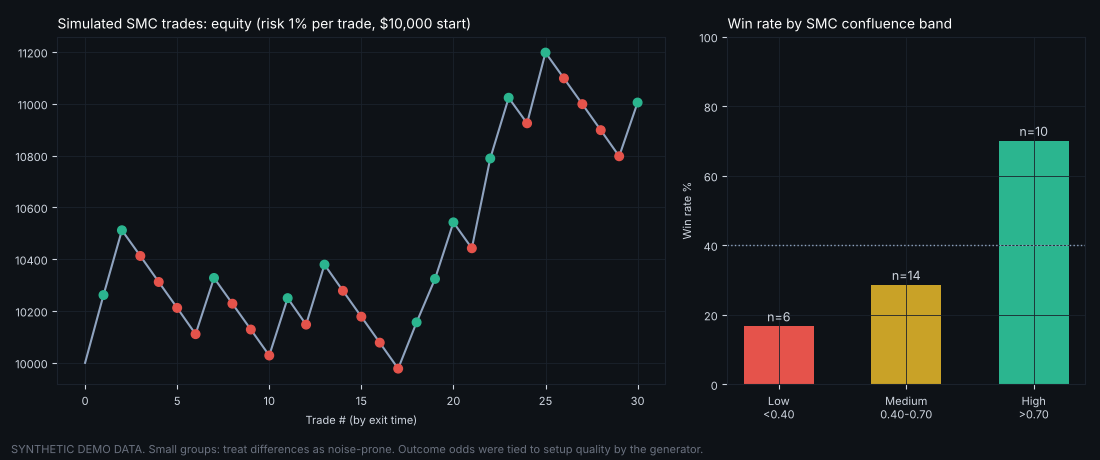 Simulated SMC trades: equity (risk 1% per trade, $10,000 start)
11200
11000
10800
10600
10400
10200
10000
0 5 10 15 20 25 30
Trade # (by exit time)
Win rate by SMC confluence band
100
80
60
40
20
0
Win rate %
n=6
n=14
n=10
Low
<0.40
Medium
0.40-0.70
High
>0.70
SYNTHETIC DEMO DATA. Small groups: treat differences as noise-prone. Outcome odds were tied to setup quality by the generator.